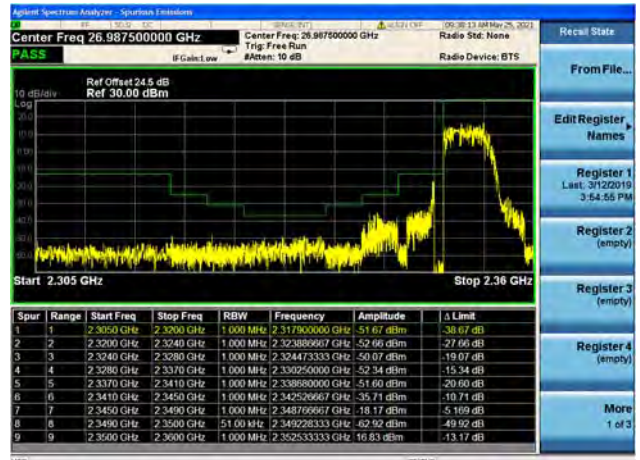 Agilent Spectrum Analyzer - Spurious Emissions
SENSE:INT
ALIGN OFF
09:38:13 AM May 25, 2021
Center Freq 26.987500000 GHz
Center Freq: 26.987500000 GHz
Radio Std: None
PASS
IFGain:Low
Trig: Free Run
#Atten: 10 dB
Radio Device: BTS
Ref Offset 24.5 dB
10 dB/div Ref 30.00 dBm
Log
20.0
10.0
0.00
Start 2.305 GHz
Stop 2.36 GHz
Spur Range Start Freq Stop Freq RBW Frequency Amplitude Δ Limit
1 1 2.3050 GHz 2.3200 GHz 1.000 MHz 2.317900000 GHz -51.67 dBm -38.67 dB
2 2 2.3200 GHz 2.3240 GHz 1.000 MHz 2.323886667 GHz -52.66 dBm -27.66 dB
3 3 2.3240 GHz 2.3280 GHz 1.000 MHz 2.324473333 GHz -50.07 dBm -19.07 dB
4 4 2.3280 GHz 2.3370 GHz 1.000 MHz 2.330250000 GHz -52.34 dBm -15.34 dB
5 5 2.3370 GHz 2.3410 GHz 1.000 MHz 2.338680000 GHz -51.60 dBm -20.60 dB
6 6 2.3410 GHz 2.3450 GHz 1.000 MHz 2.342526667 GHz -35.71 dBm -10.71 dB
7 7 2.3450 GHz 2.3490 GHz 1.000 MHz 2.348766667 GHz -18.17 dBm -5.169 dB
8 8 2.3490 GHz 2.3500 GHz 51.00 kHz 2.349228333 GHz -62.92 dBm -49.92 dB
9 9 2.3500 GHz 2.3600 GHz 1.000 MHz 2.352533333 GHz 16.83 dBm -13.17 dB
Recall State
From File...
Edit Register
Names
Register 1
Last: 3/12/2019
3:54:55 PM
Register 2
(empty)
Register 3
(empty)
Register 4
(empty)
More
1 of 3